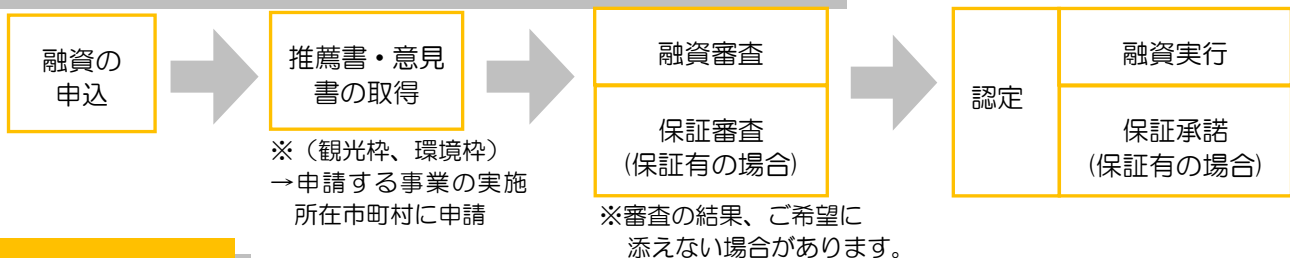 融資の
申込
推薦書・意見
書の取得
※（観光枠、環境枠）
→申請する事業の実施
所在市町村に申請
融資審査
保証審査
(保証有の場合)
※審査の結果、ご希望に
添えない場合があります。
認定
融資実行
保証承諾
(保証有の場合)